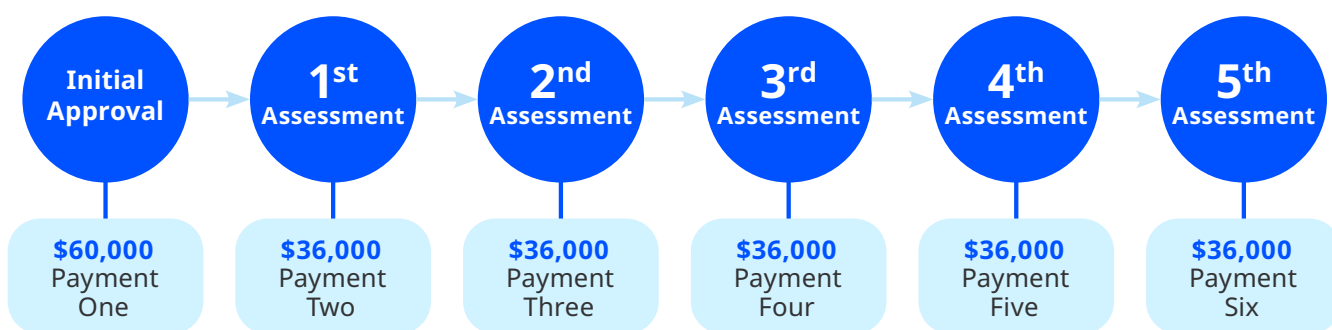 Initial
Approval
1st
Assessment
2nd
Assessment
3rd
Assessment
4th
Assessment
5th
Assessment
$60,000
Payment
One
$36,000
Payment
Two
$36,000
Payment
Three
$36,000
Payment
Four
$36,000
Payment
Five
$36,000
Payment
Six